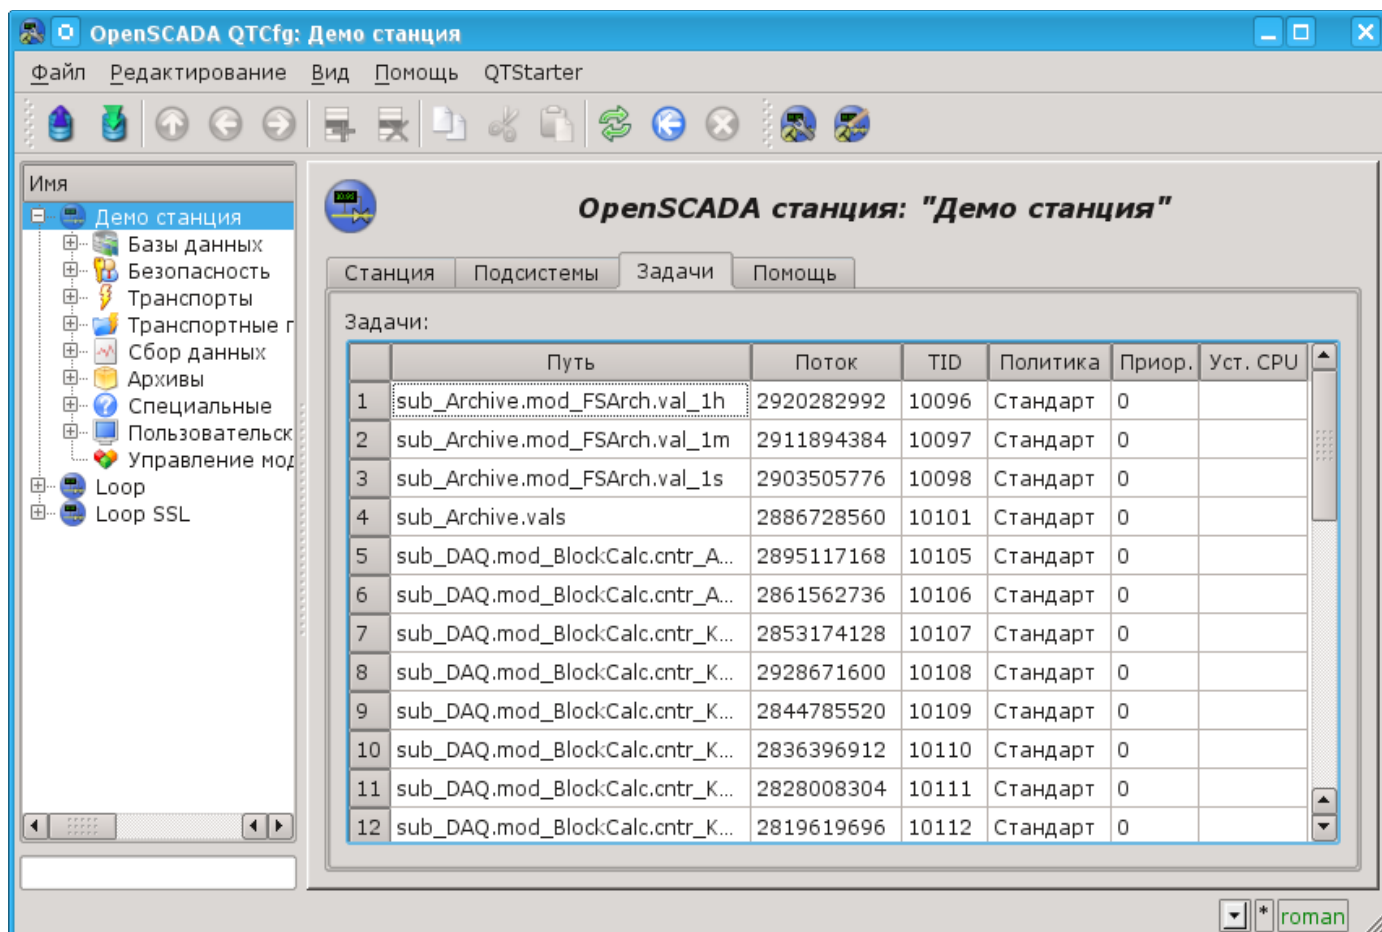 OpenSCADA QTCfg: Демо станция
Файл Редактирование Вид Помощь QTStarter
Имя
Демо станция
Базы данных
Безопасность
Транспорты
Транспортные г
Сбор данных
Архивы
Специальные
Пользовательск
Управление мод
Loop
Loop SSL
OpenSCADA станция: "Демо станция"
Станция Подсистемы Задачи Помощь
Задачи:
Путь Поток TID Политика Приор. Уст. CPU
1 sub_Archive.mod_FSArch.val_1h 2920282992 10096 Стандарт 0
2 sub_Archive.mod_FSArch.val_1m 2911894384 10097 Стандарт 0
3 sub_Archive.mod_FSArch.val_1s 2903505776 10098 Стандарт 0
4 sub_Archive.vals 2886728560 10101 Стандарт 0
5 sub_DAQ.mod_BlockCalc.cntr_A... 2895117168 10105 Стандарт 0
6 sub_DAQ.mod_BlockCalc.cntr_A... 2861562736 10106 Стандарт 0
7 sub_DAQ.mod_BlockCalc.cntr_K... 2853174128 10107 Стандарт 0
8 sub_DAQ.mod_BlockCalc.cntr_K... 2928671600 10108 Стандарт 0
9 sub_DAQ.mod_BlockCalc.cntr_K... 2844785520 10109 Стандарт 0
10 sub_DAQ.mod_BlockCalc.cntr_K... 2836396912 10110 Стандарт 0
11 sub_DAQ.mod_BlockCalc.cntr_K... 2828008304 10111 Стандарт 0
12 sub_DAQ.mod_BlockCalc.cntr_K... 2819619696 10112 Стандарт 0
* roman